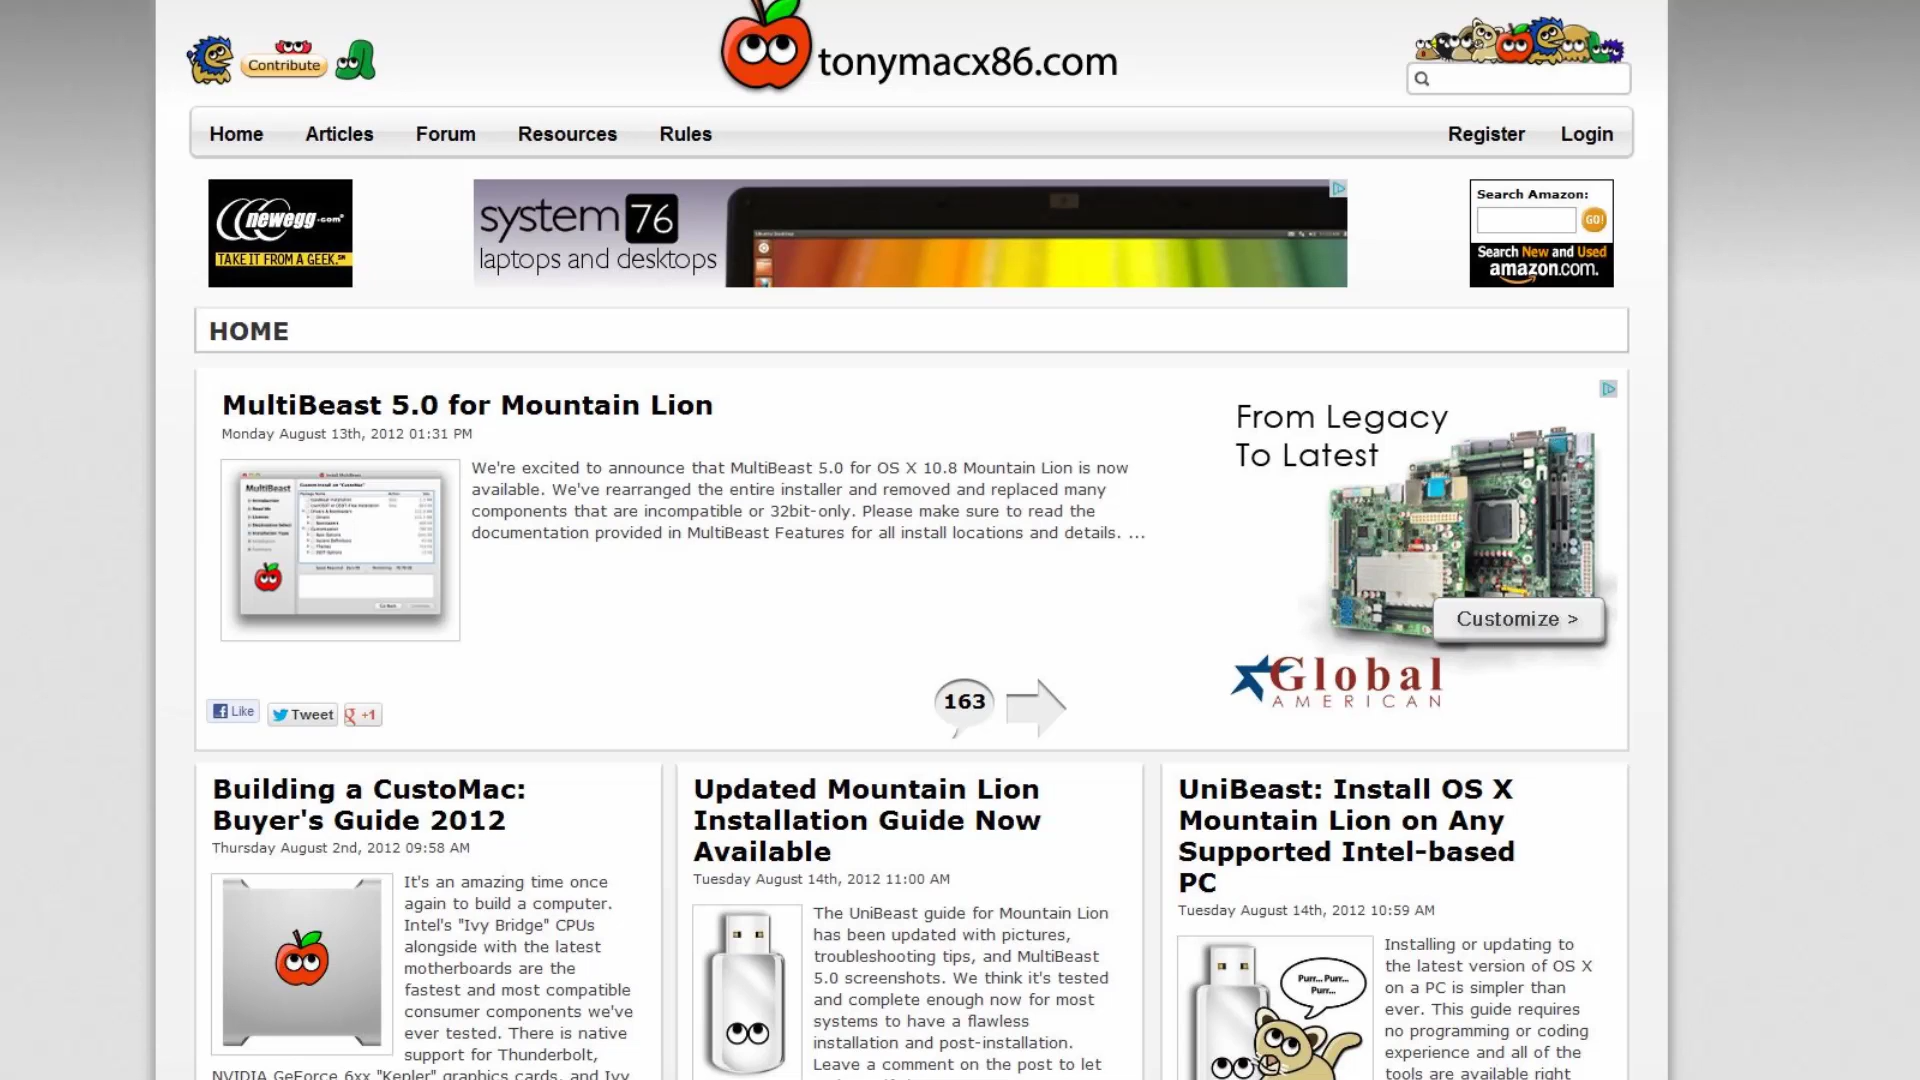 Contribute
tonymacx86.com
Home Articles Forum Resources Rules Register Login
newegg.com
TAKE IT FROM A GEEK.
system 76
laptops and desktops
Search Amazon:
GO!
Search New and Used
amazon.com.
HOME
MultiBeast 5.0 for Mountain Lion
Monday August 13th, 2012 01:31 PM
MultiBeast
We're excited to announce that MultiBeast 5.0 for OS X 10.8 Mountain Lion is now
available. We've rearranged the entire installer and removed and replaced many
components that are incompatible or 32bit-only. Please make sure to read the
documentation provided in MultiBeast Features for all install locations and details. ...
From Legacy
To Latest
Customize >
Global
AMERICAN
Like Tweet +1
163
Building a CustoMac:
Buyer's Guide 2012
Thursday August 2nd, 2012 09:58 AM
It's an amazing time once
again to build a computer.
Intel's "Ivy Bridge" CPUs
alongside with the latest
motherboards are the
fastest and most compatible
consumer components we've
ever tested. There is native
support for Thunderbolt,
NVIDIA GeForce 6xx "Kepler" graphics cards, and Ivy
Updated Mountain Lion
Installation Guide Now
Available
Tuesday August 14th, 2012 11:00 AM
The UniBeast guide for Mountain Lion
has been updated with pictures,
troubleshooting tips, and MultiBeast
5.0 screenshots. We think it's tested
and complete enough now for most
systems to have a flawless
installation and post-installation.
Leave a comment on the post to let
UniBeast: Install OS X
Mountain Lion on Any
Supported Intel-based
PC
Tuesday August 14th, 2012 10:59 AM
Purr... Purr...
Purr...
Installing or updating to
the latest version of OS X
on a PC is simpler than
ever. This guide requires
no programming or coding
experience and all of the
tools are available right